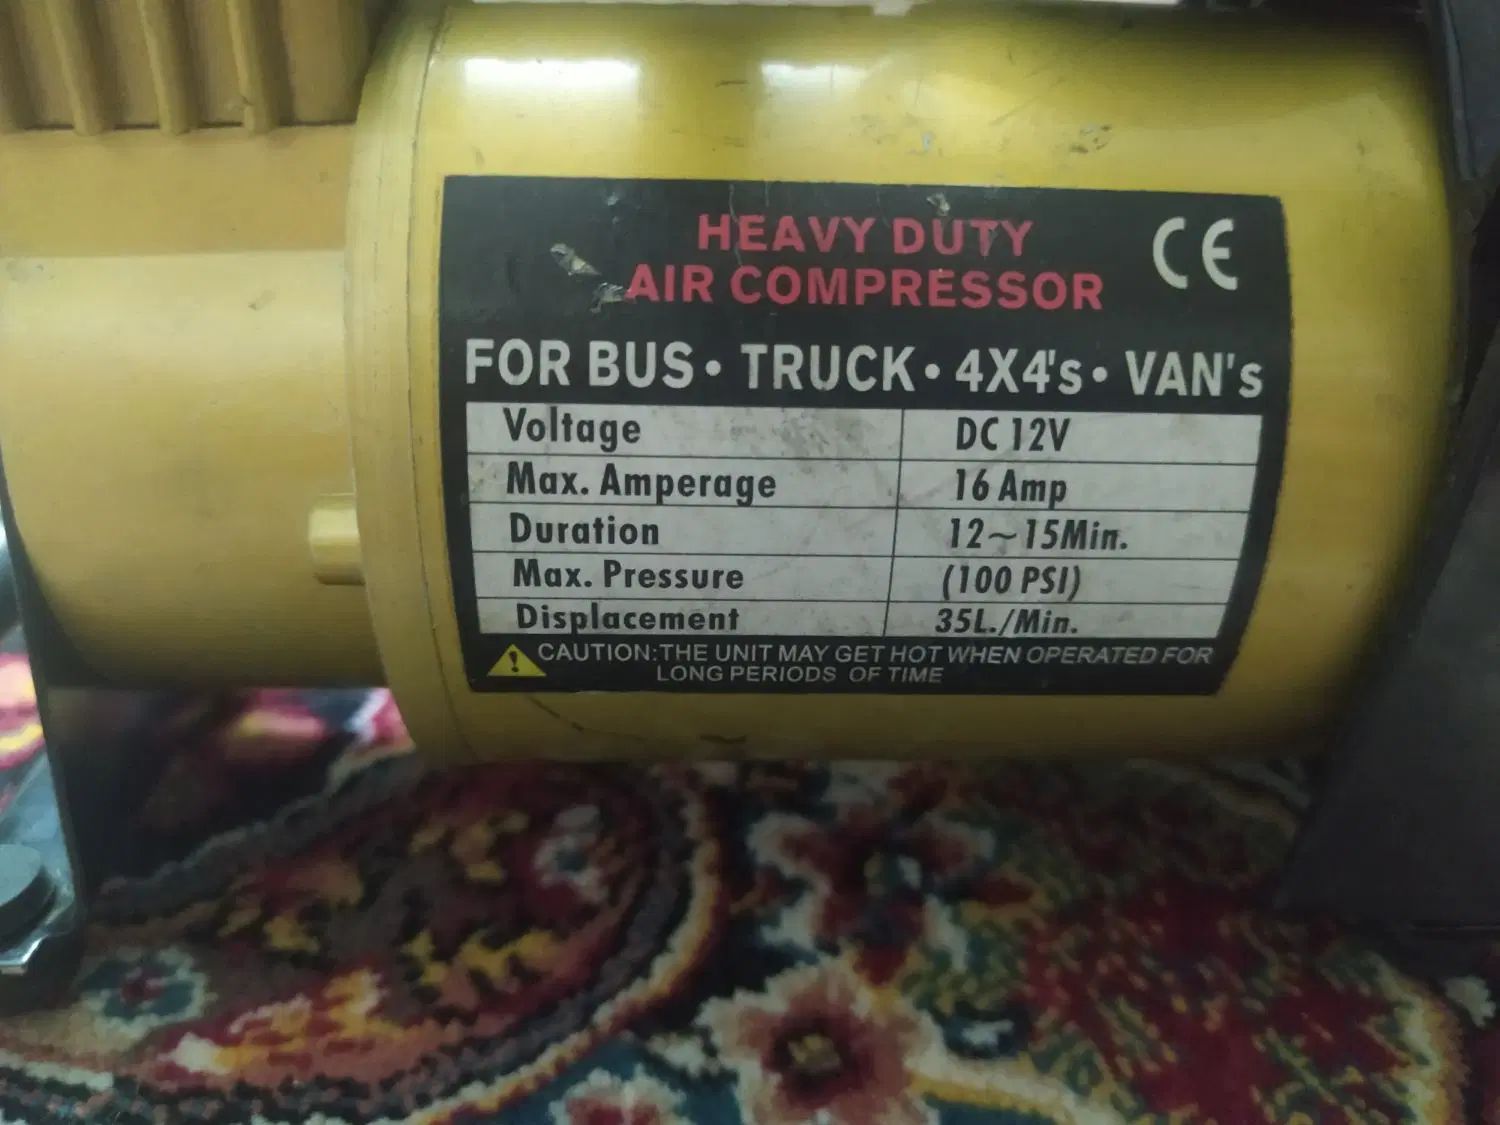 HEAVY DUTY
AIR COMPRESSOR
CE
FOR BUS • TRUCK • 4X4's • VAN's
Voltage DC 12V
Max. Amperage 16 Amp
Duration 12~15Min.
Max. Pressure (100 PSI)
Displacement 35L./Min.
CAUTION:THE UNIT MAY GET HOT WHEN OPERATED FOR
LONG PERIODS OF TIME